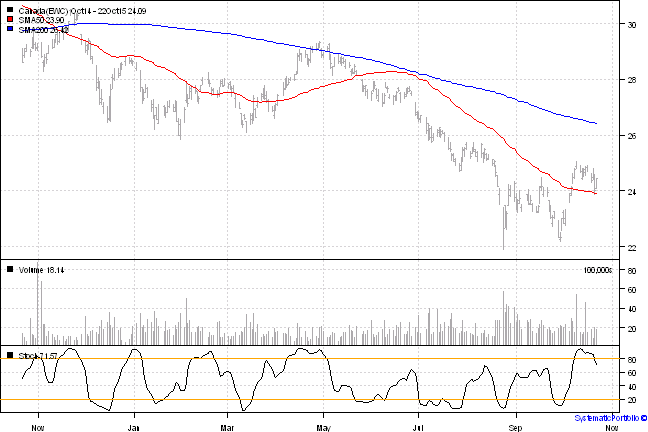 Canada(EWC) Oct14 - 22Oct15 24.09
SMA50 23.90
30
28
26
24
22
Volume 18.14
100,000s
80
60
40
20
Stoch 71.57
80
60
40
20
Nov Jan Mar May Jul Sep Nov
SystematicPortfolio ©